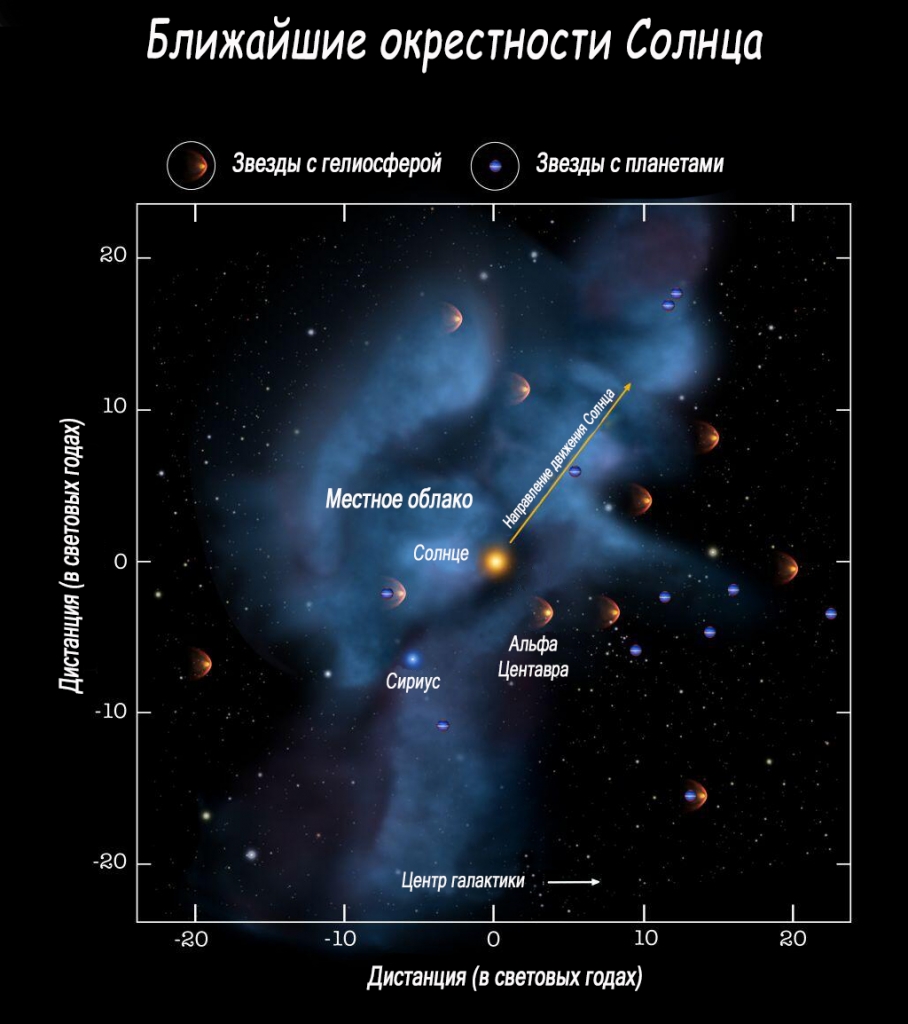 Ближайшие окрестности Солнца
Звезды с гелиосферой
Звезды с планетами
20
10
0
-10
-20
Дистанция (в световых годах)
Направление движения Солнца
Местное облако
Солнце
Альфа
Центавра
Сириус
Центр галактики
-20
-10
0
10
20
Дистанция (в световых годах)